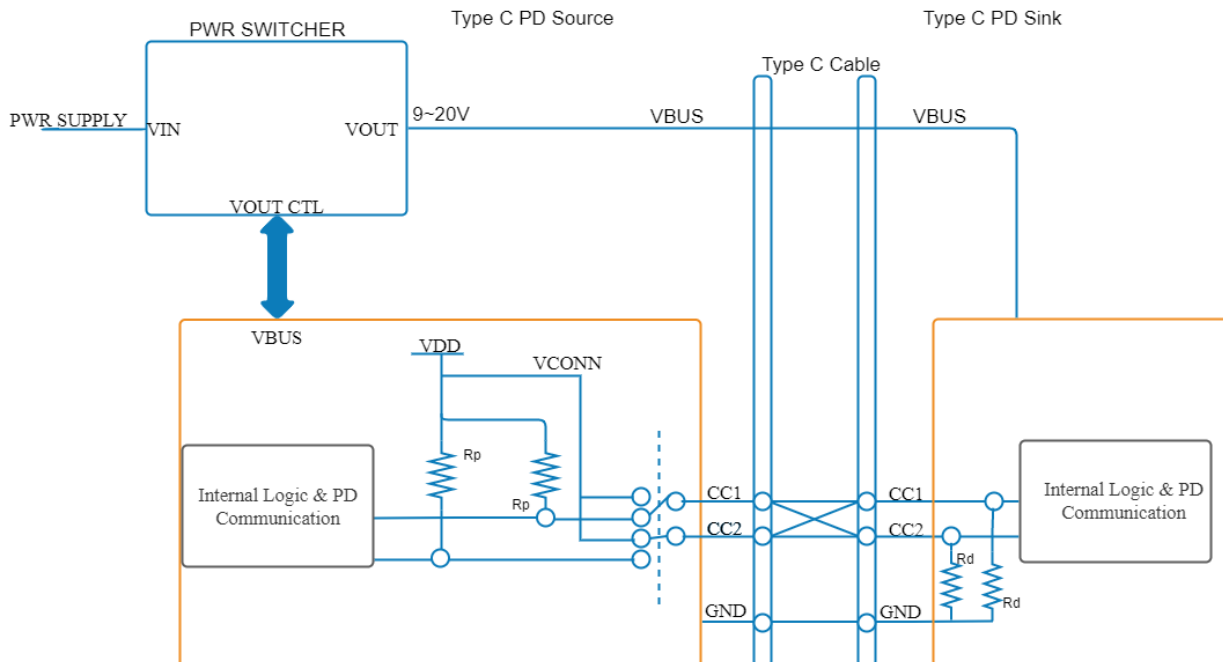 Type C PD Source
Type C PD Sink
PWR SWITCHER
Type C Cable
PWR SUPPLY
VIN
VOUT
9~20V
VBUS
VBUS
VOUT CTL
VBUS
VDD
VCONN
Rp
Rp
Internal Logic & PD
Communication
CC1
CC1
CC2
CC2
Internal Logic & PD
Communication
Rd
Rd
GND
GND